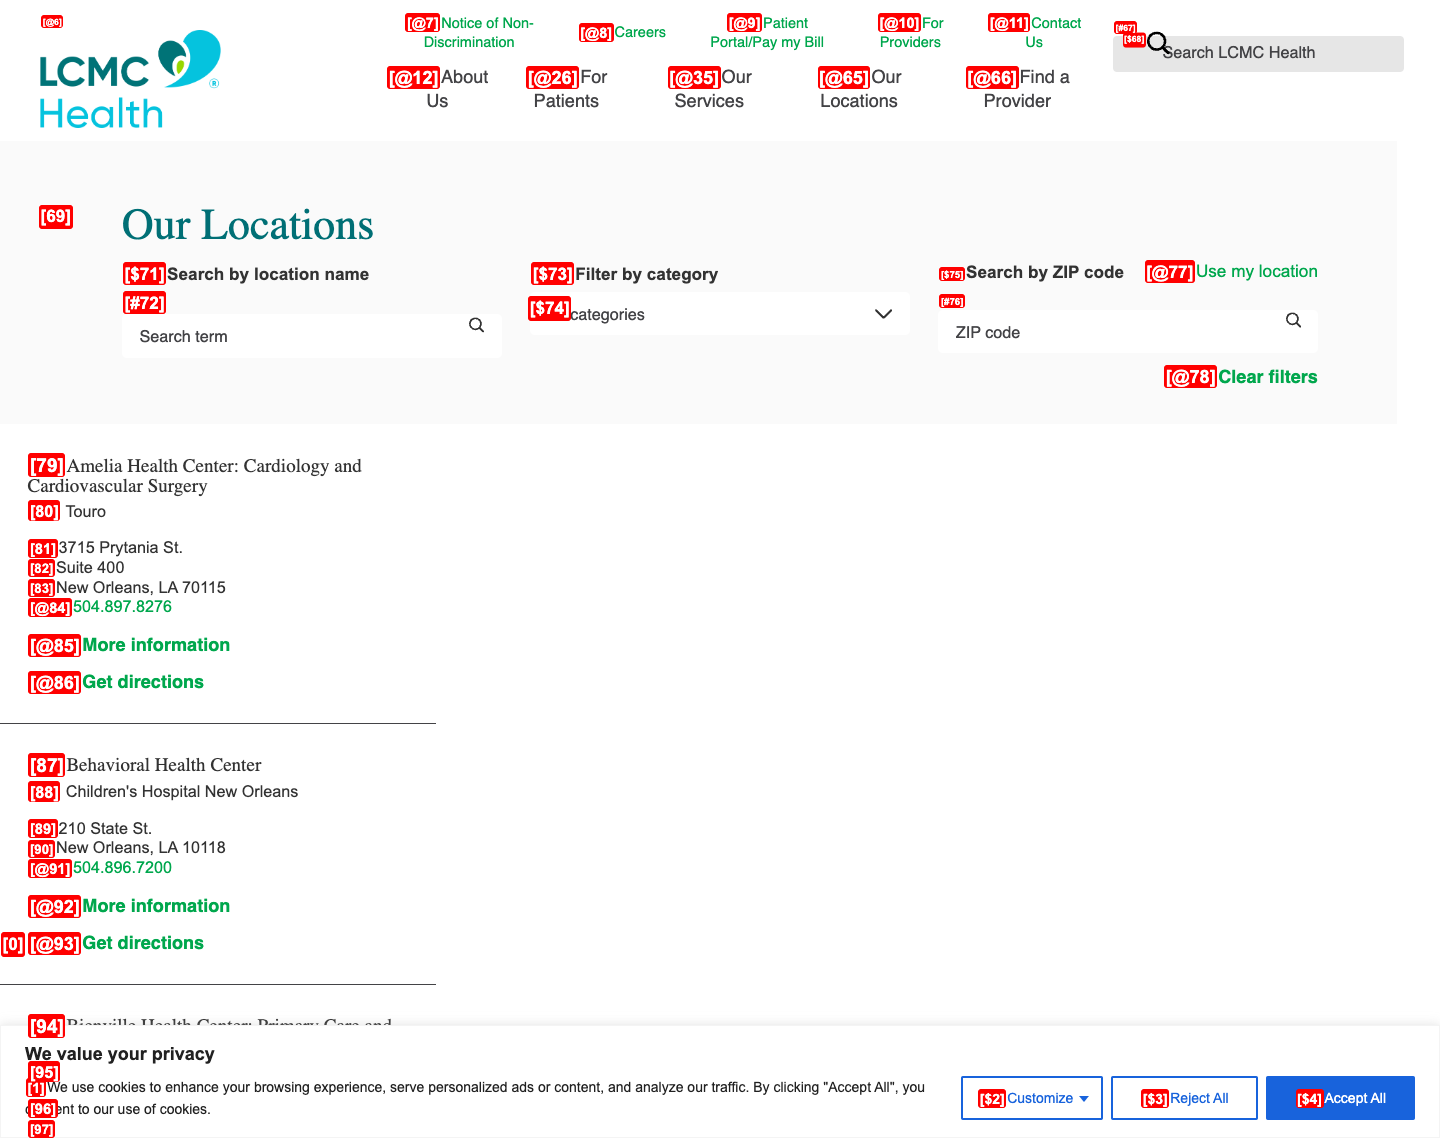 [@6]
LCMC
Health
®
[@7] Notice of Non-
Discrimination
[@8] Careers
[@9] Patient
Portal/Pay my Bill
[@10] For
Providers
[@11] Contact
Us
[#67]
[$68]
Search LCMC Health
[@12] About
Us
[@26] For
Patients
[@35] Our
Services
[@65] Our
Locations
[@66] Find a
Provider
[69]
Our Locations
[$71] Search by location name
[#72]
Search term
[$73] Filter by category
[$74] categories
[$75] Search by ZIP code
[@77] Use my location
[#76]
ZIP code
[@78] Clear filters
[79] Amelia Health Center: Cardiology and
Cardiovascular Surgery
[80] Touro
[81] 3715 Prytania St.
[82] Suite 400
[83] New Orleans, LA 70115
[@84] 504.897.8276
[@85] More information
[@86] Get directions
[87] Behavioral Health Center
[88] Children's Hospital New Orleans
[89] 210 State St.
[90] New Orleans, LA 10118
[@91] 504.896.7200
[@92] More information
[0] [@93] Get directions
[94] Bienville Health Center: Primary Care and
We value your privacy
[95]
[1] We use cookies to enhance your browsing experience, serve personalized ads or content, and analyze our traffic. By clicking "Accept All", you
[96] to our use of cookies.
[97]
[$2] Customize
[$3] Reject All
[$4] Accept All